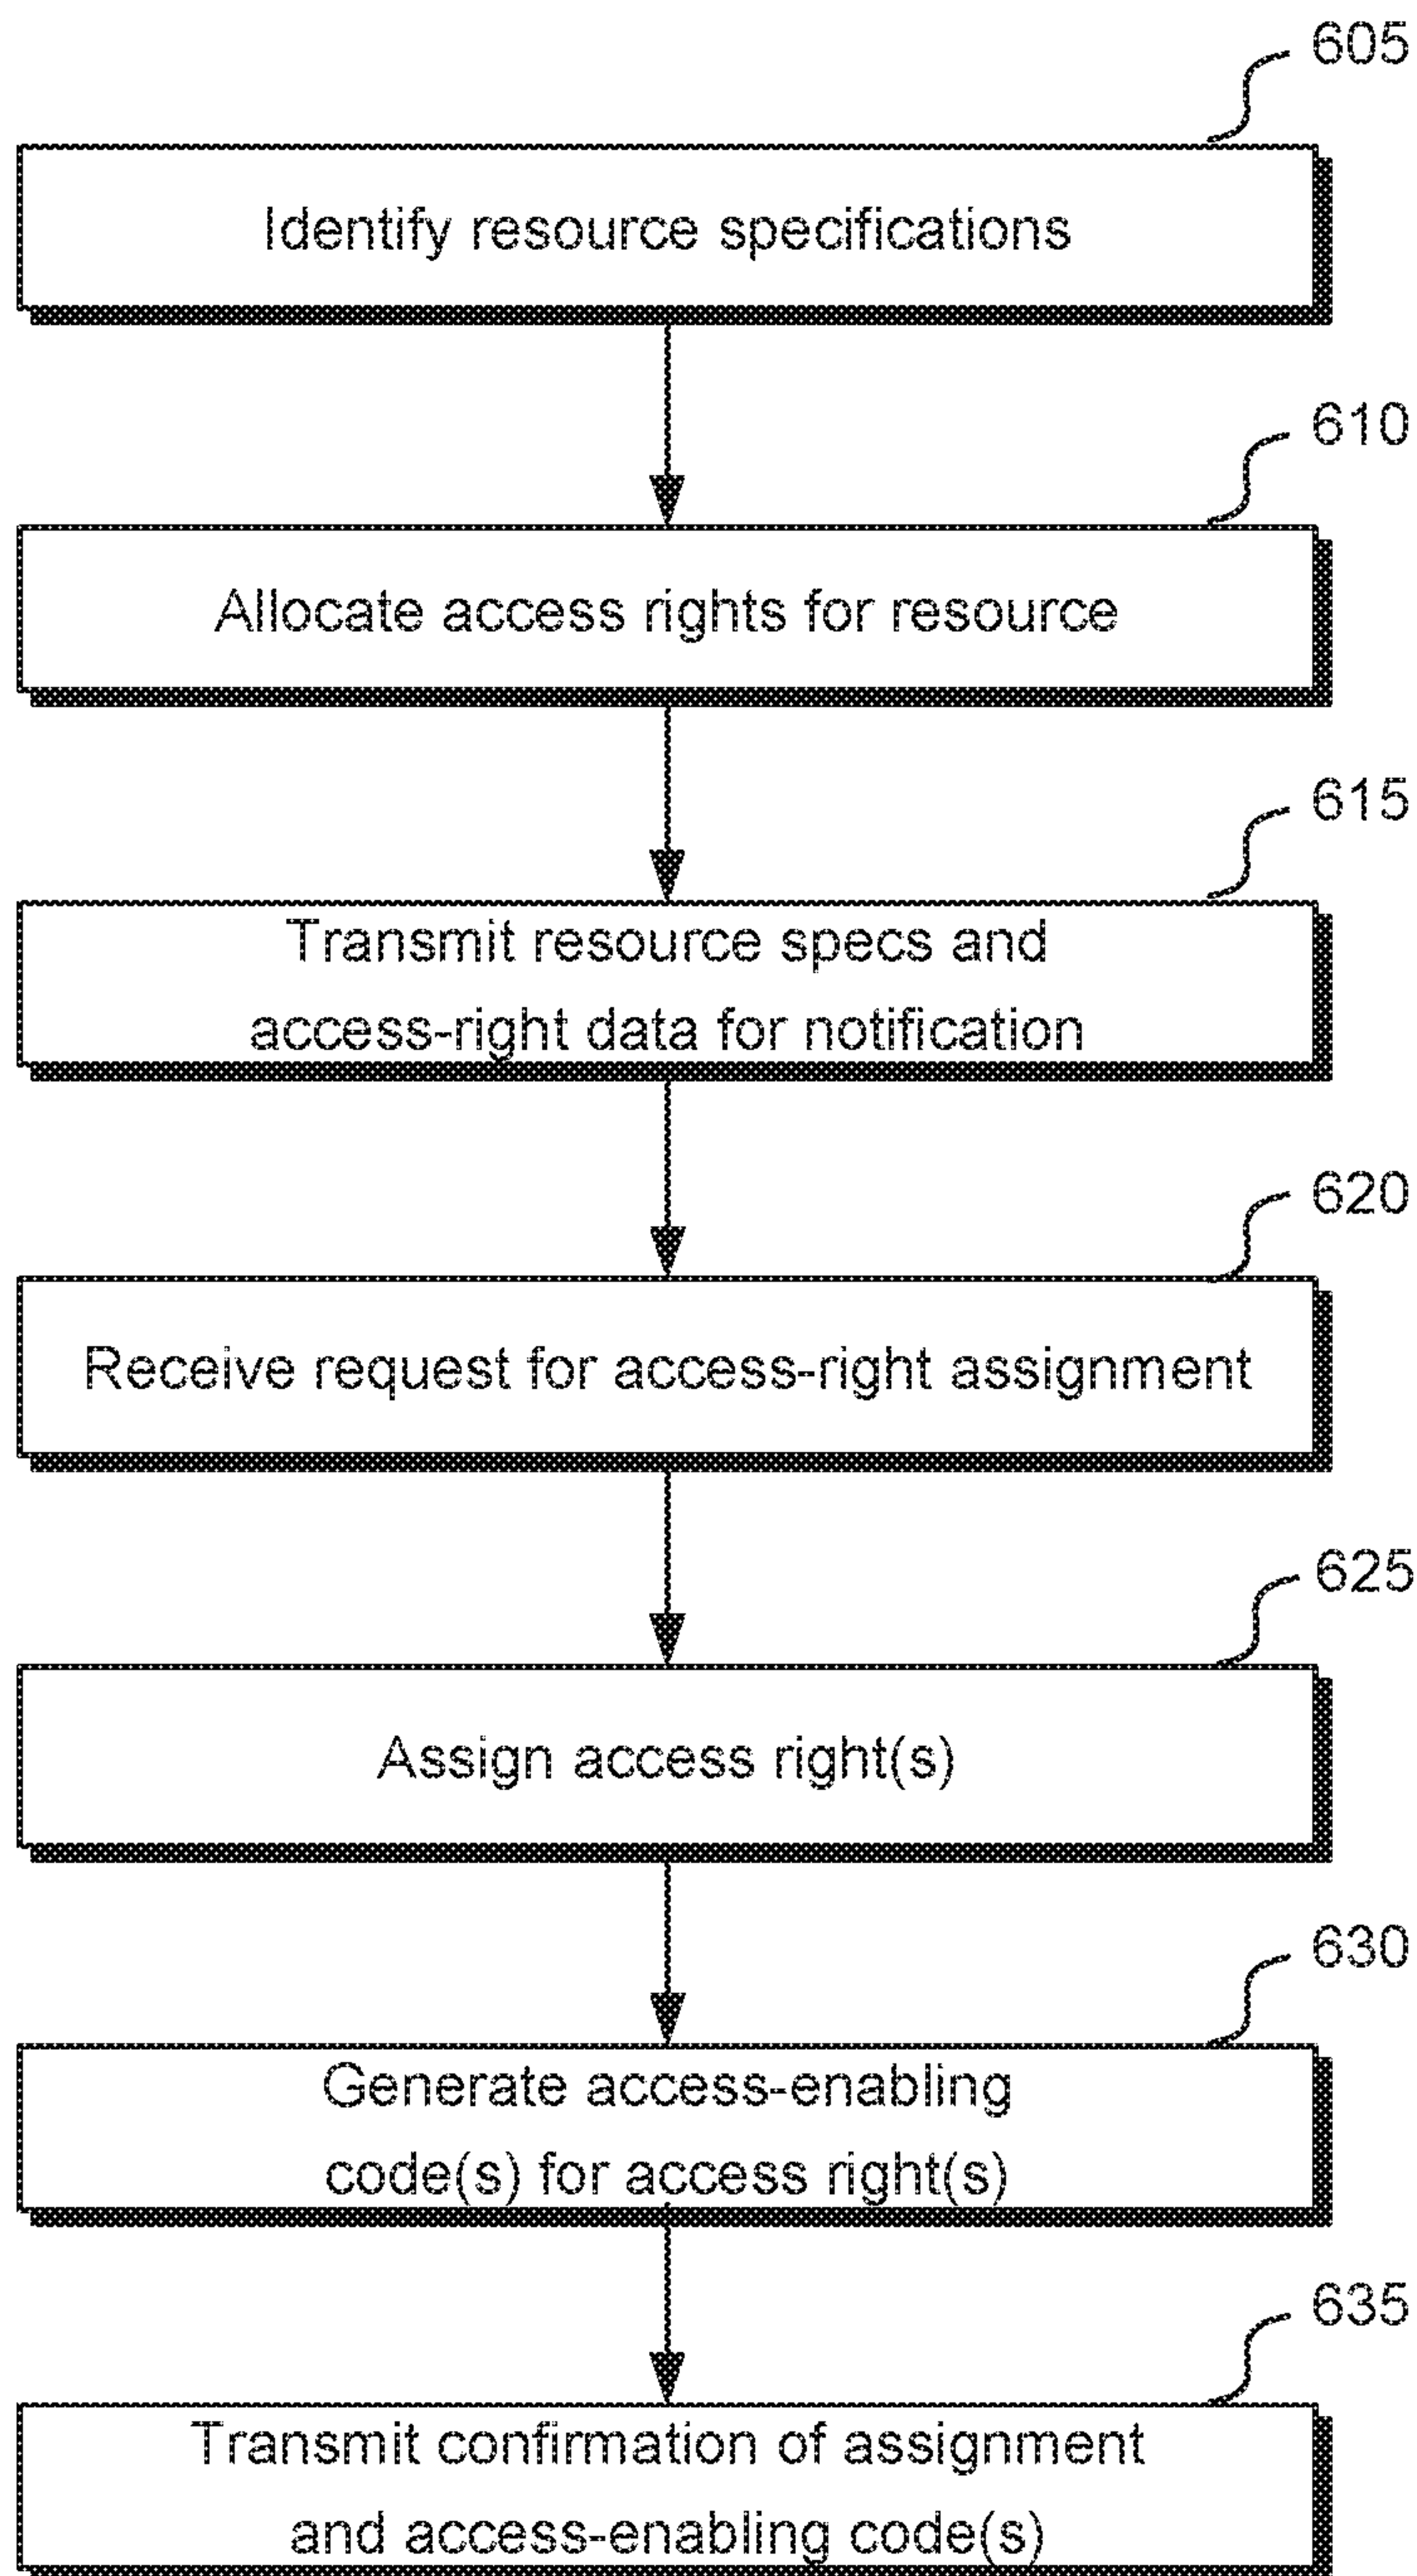 605
Identify resource specifications
610
Allocate access rights for resource
615
Transmit resource specs and
access-right data for notification
620
Receive request for access-right assignment
625
Assign access right(s)
630
Generate access-enabling
code(s) for access right(s)
635
Transmit confirmation of assignment
and access-enabling code(s)